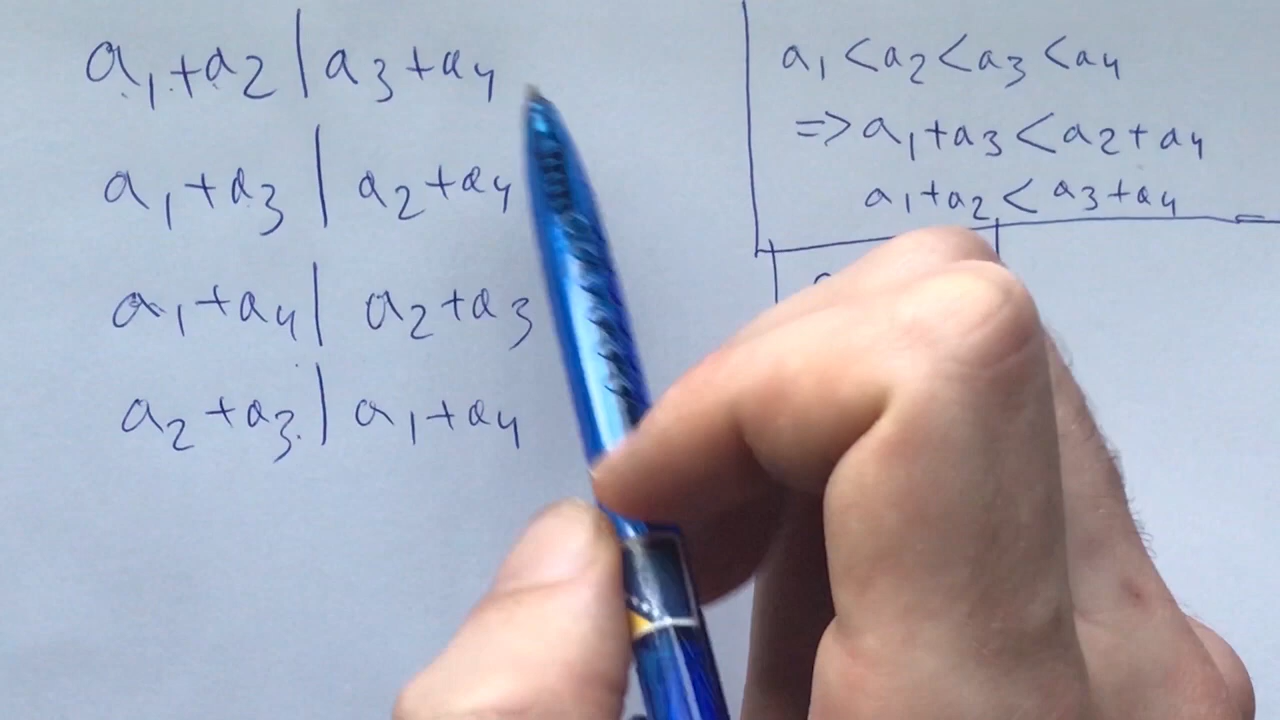 a₁+a₂ | a₃+a₄
a₁+a₃ | a₂+a₄
a₁+a₄ | a₂+a₃
a₂+a₃ | a₁+a₄
a₁<a₂<a₃<a₄
=> a₁+a₃<a₂+a₄
a₁+a₂<a₃+a₄